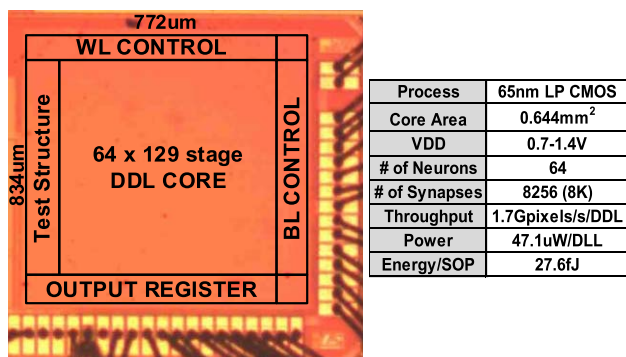 772um
WL CONTROL
834um
Test Structure
64 x 129 stage
DDL CORE
BL CONTROL
OUTPUT REGISTER
Process 65nm LP CMOS
Core Area 0.644mm²
VDD 0.7-1.4V
# of Neurons 64
# of Synapses 8256 (8K)
Throughput 1.7Gpixels/s/DDL
Power 47.1uW/DLL
Energy/SOP 27.6fJ